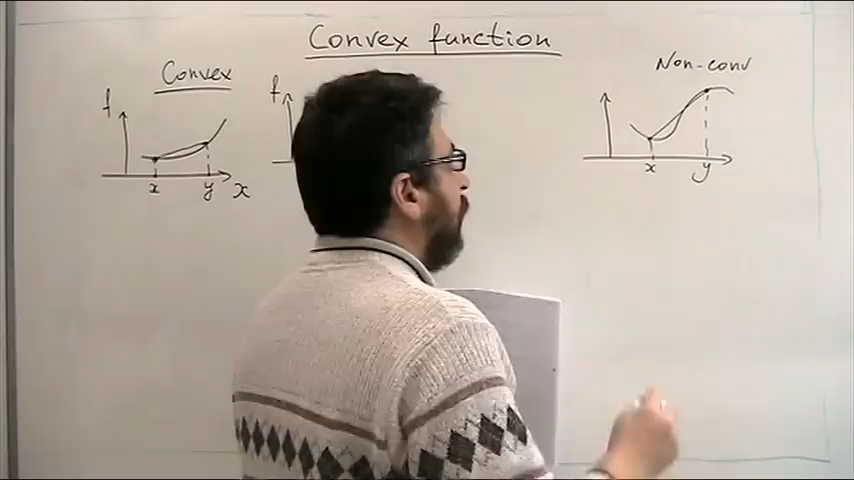 Convex function
Convex
f
x
y
x
f
Non-conv
x
y